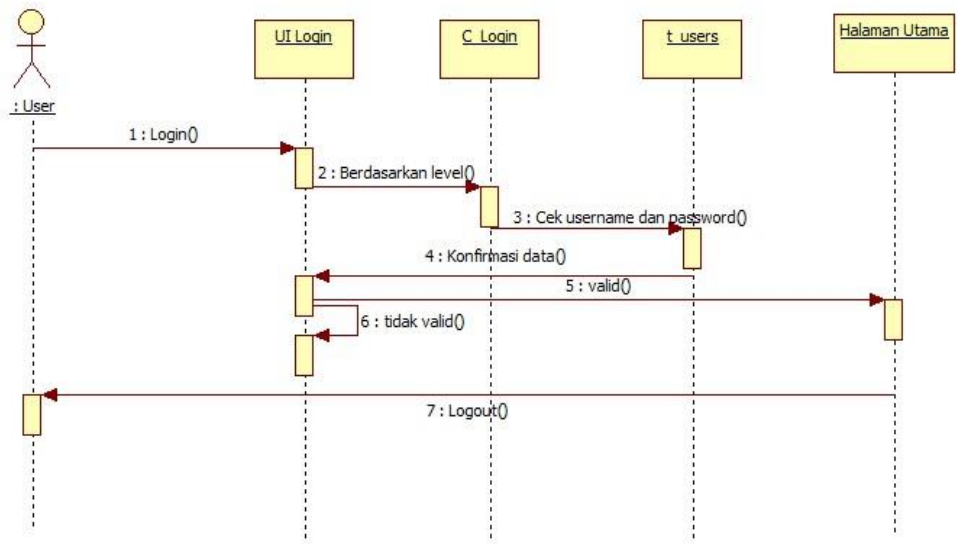 UI Login
C_Login
t_users
Halaman Utama
: User
1 : Login()
2 : Berdasarkan level()
3 : Cek username dan password()
4 : Konfirmasi data()
5 : valid()
6 : tidak valid()
7 : Logout()